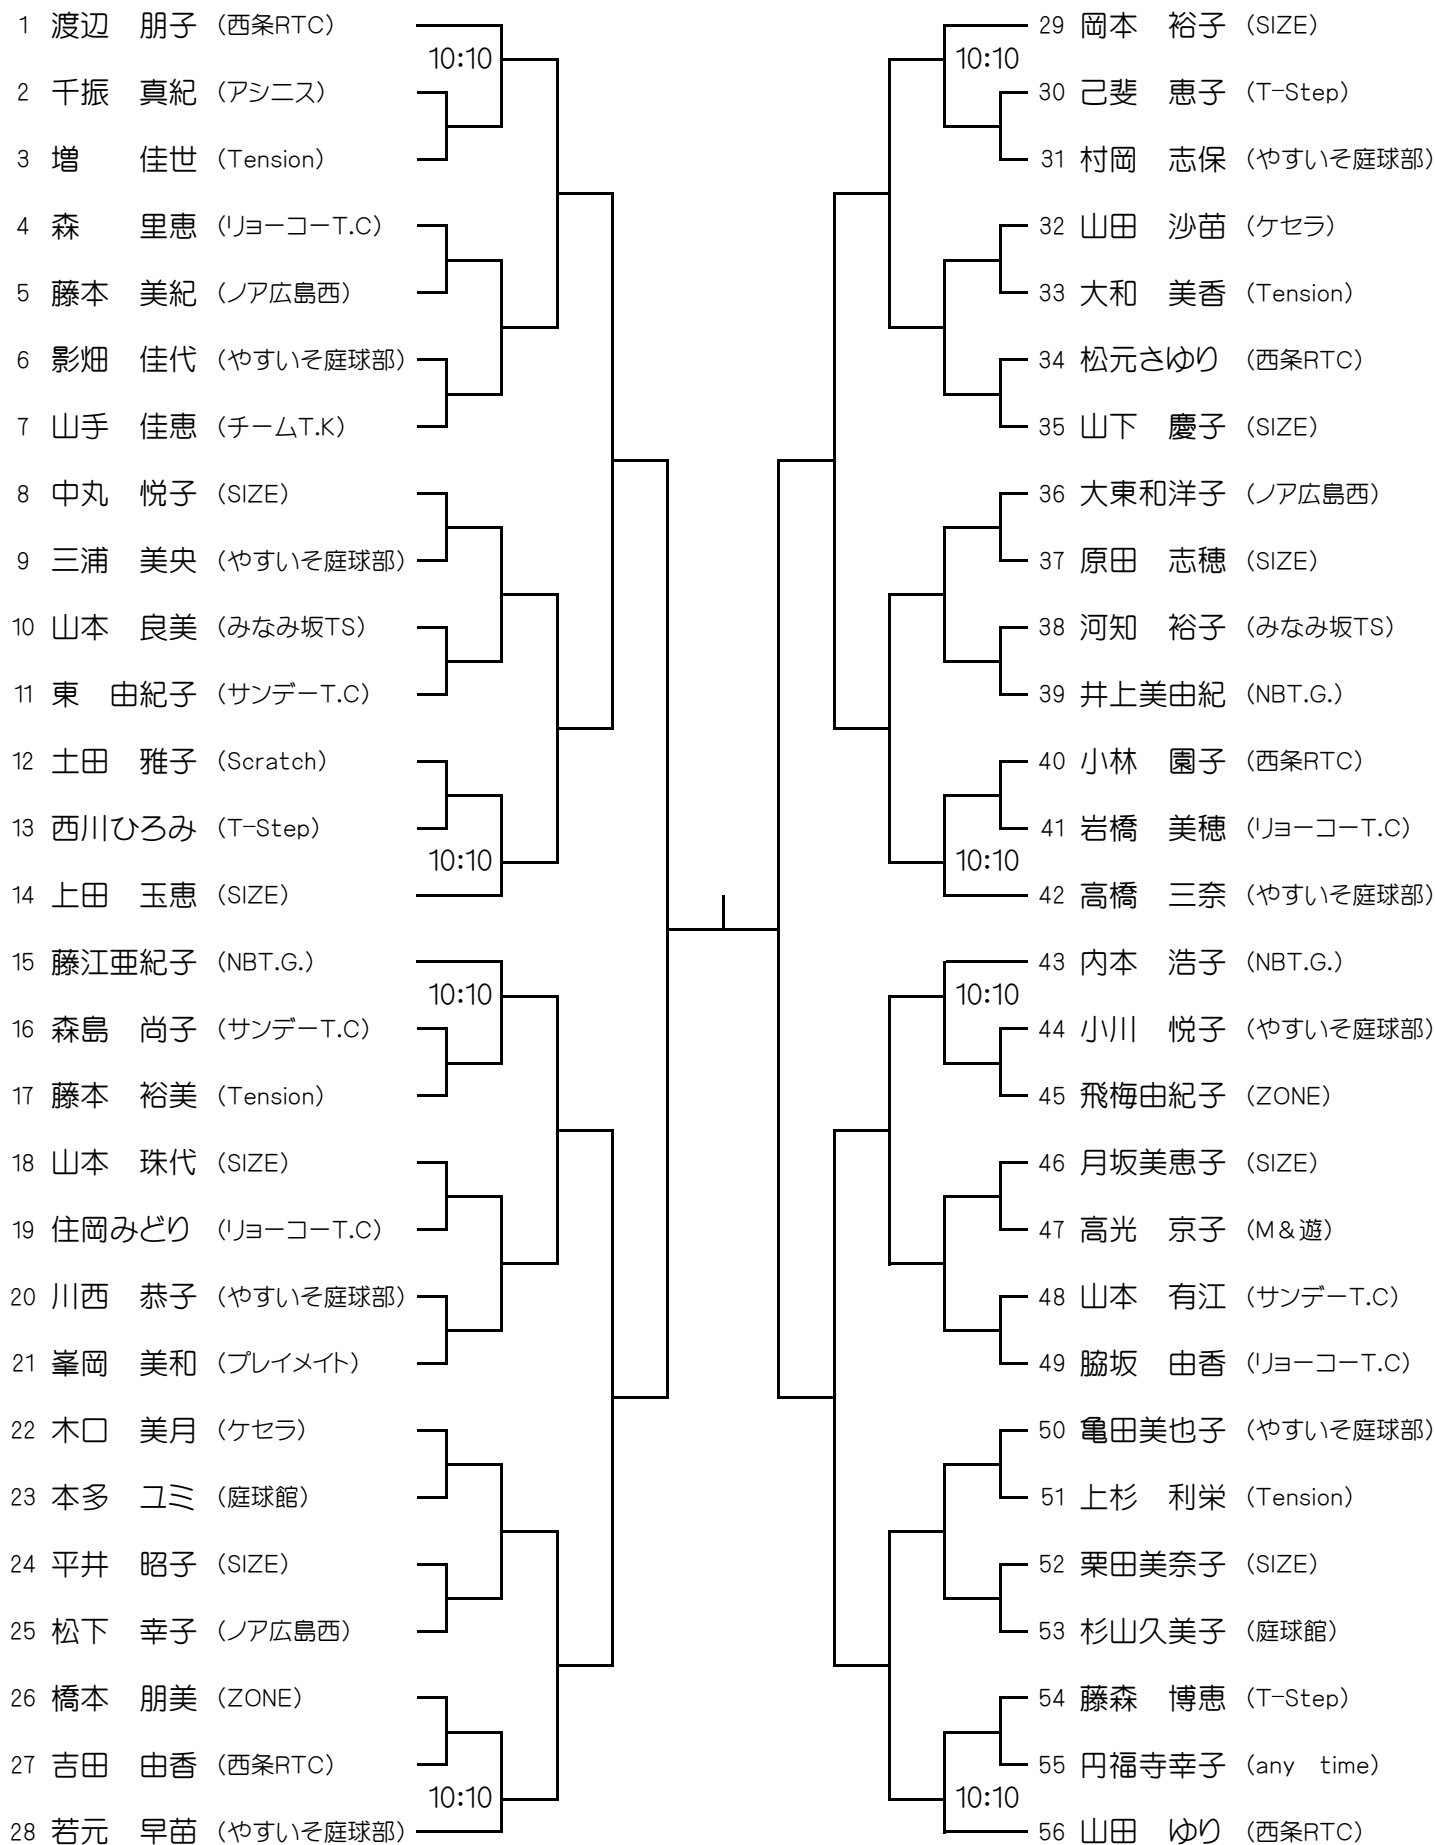 1 渡辺　朋子 (西条RTC)
10:10
2 千振　真紀 (アシニス)
3 増　　佳世 (Tension)
4 森　　里恵 (リョーコーT.C)
5 藤本　美紀 (ノア広島西)
6 影畑　佳代 (やすいそ庭球部)
7 山手　佳恵 (チームT.K)
8 中丸　悦子 (SIZE)
9 三浦　美央 (やすいそ庭球部)
10 山本　良美 (みなみ坂TS)
11 東　由紀子 (サンデーT.C)
12 土田　雅子 (Scratch)
13 西川ひろみ (T-Step)
10:10
14 上田　玉恵 (SIZE)
15 藤江亜紀子 (NBT.G.)
10:10
16 森島　尚子 (サンデーT.C)
17 藤本　裕美 (Tension)
18 山本　珠代 (SIZE)
19 住岡みどり (リョーコーT.C)
20 川西　恭子 (やすいそ庭球部)
21 峯岡　美和 (プレイメイト)
22 木口　美月 (ケセラ)
23 本多　ユミ (庭球館)
24 平井　昭子 (SIZE)
25 松下　幸子 (ノア広島西)
26 橋本　朋美 (ZONE)
27 吉田　由香 (西条RTC)
10:10
28 若元　早苗 (やすいそ庭球部)
29 岡本　裕子 (SIZE)
10:10
30 己斐　恵子 (T-Step)
31 村岡　志保 (やすいそ庭球部)
32 山田　沙苗 (ケセラ)
33 大和　美香 (Tension)
34 松元さゆり (西条RTC)
35 山下　慶子 (SIZE)
36 大東和洋子 (ノア広島西)
37 原田　志穂 (SIZE)
38 河知　裕子 (みなみ坂TS)
39 井上美由紀 (NBT.G.)
40 小林　園子 (西条RTC)
41 岩橋　美穂 (リョーコーT.C)
10:10
42 高橋　三奈 (やすいそ庭球部)
43 内本　浩子 (NBT.G.)
10:10
44 小川　悦子 (やすいそ庭球部)
45 飛梅由紀子 (ZONE)
46 月坂美恵子 (SIZE)
47 高光　京子 (M＆遊)
48 山本　有江 (サンデーT.C)
49 脇坂　由香 (リョーコーT.C)
50 亀田美也子 (やすいそ庭球部)
51 上杉　利栄 (Tension)
52 栗田美奈子 (SIZE)
53 杉山久美子 (庭球館)
54 藤森　博恵 (T-Step)
55 円福寺幸子 (any　time)
10:10
56 山田　ゆり (西条RTC)